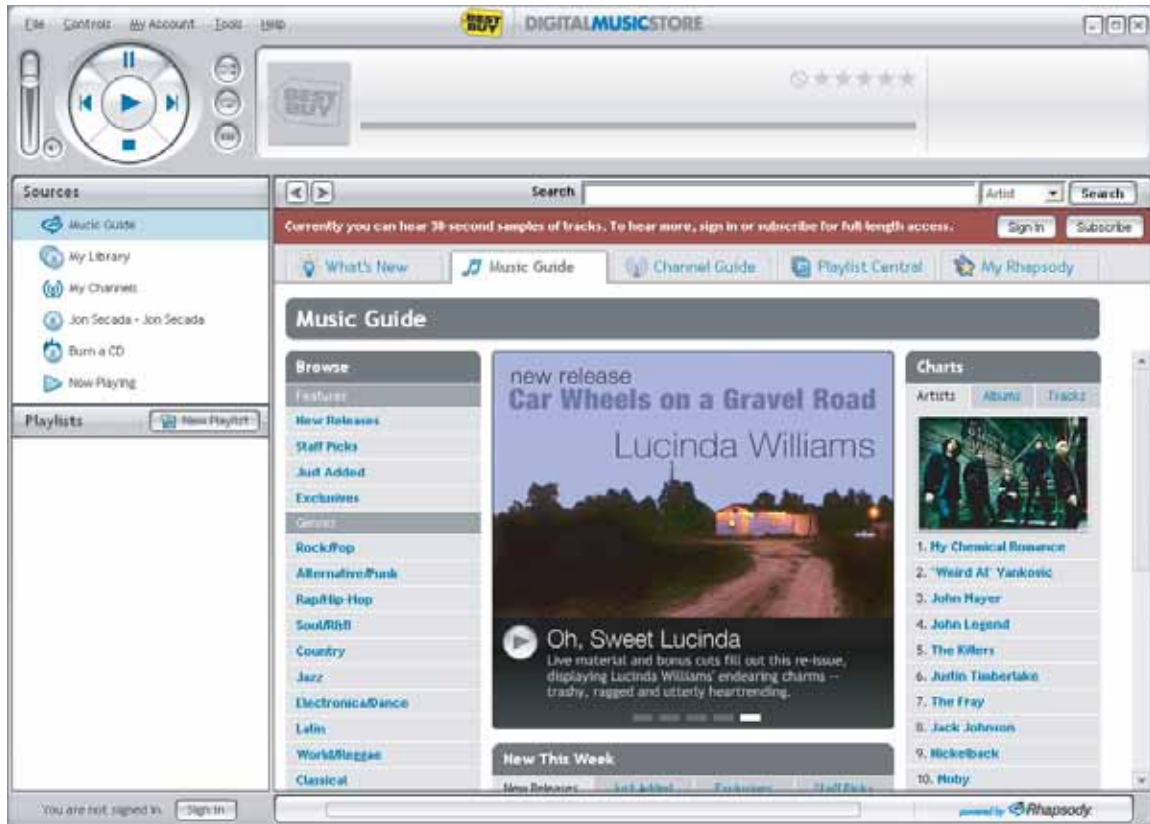 File Controls My Account Tools Help
BEST BUY DIGITALMUSICSTORE
BEST BUY
Sources
Music Guide
My Library
My Channels
Jon Secada - Jon Secada
Burn a CD
Now Playing
Playlists New Playlist
Search Artist Search
Currently you can hear 30-second samples of tracks. To hear more, sign in or subscribe for full-length access. Sign In Subscribe
What's New Music Guide Channel Guide Playlist Central My Rhapsody
Music Guide
Browse
Features
New Releases
Staff Picks
Just Added
Exclusives
Genres
Rock/Pop
Alternative/Punk
Rap/Hip-Hop
Soul/R&B
Country
Jazz
Electronica/Dance
Latin
World/Reggae
Classical
new release
Car Wheels on a Gravel Road
Lucinda Williams
Oh, Sweet Lucinda
Live material and bonus cuts fill out this re-issue,
displaying Lucinda Williams' endearing charms --
trashy, ragged and utterly heartrending.
New This Week
New Releases Just Added Exclusives Staff Picks
Charts
Artists Albums Tracks
1. My Chemical Romance
2. "Weird Al" Yankovic
3. John Mayer
4. John Legend
5. The Killers
6. Justin Timberlake
7. The Fray
8. Jack Johnson
9. Nickelback
10. Moby
You are not signed in. Sign In
powered by Rhapsody